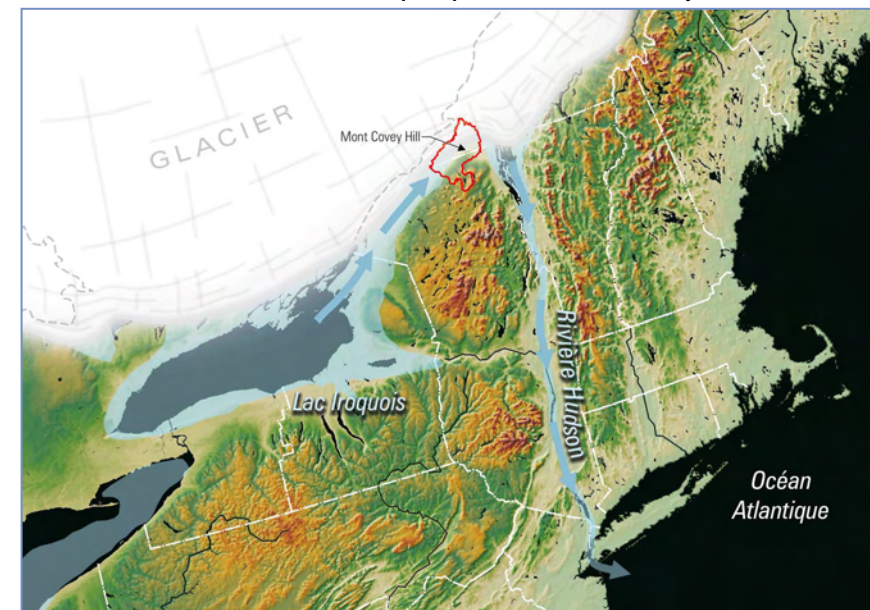 GLACIER
Mont Covey Hill
Lac Iroquois
Rivière Hudson
Océan
Atlantique